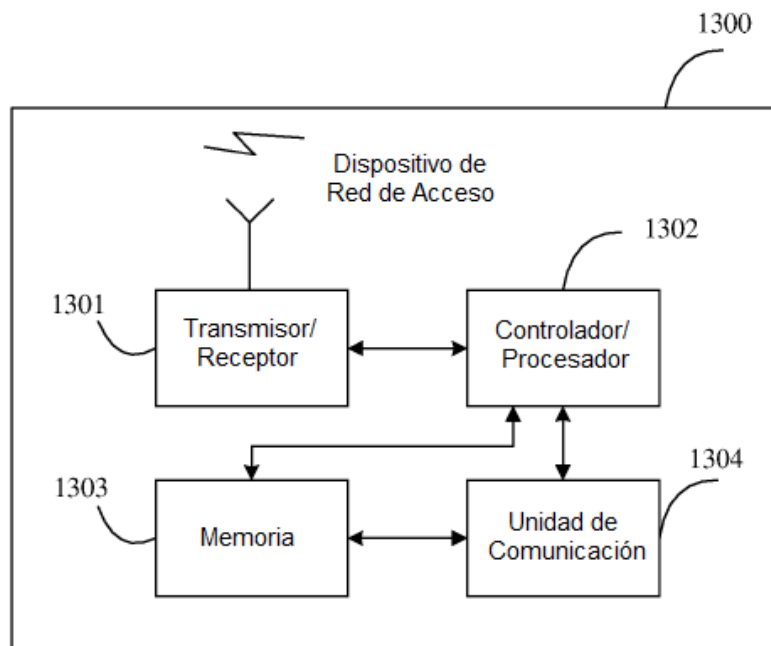 1300
Dispositivo de
Red de Acceso
1302
1301
Transmisor/
Receptor
Controlador/
Procesador
1303
1304
Memoria
Unidad de
Comunicación